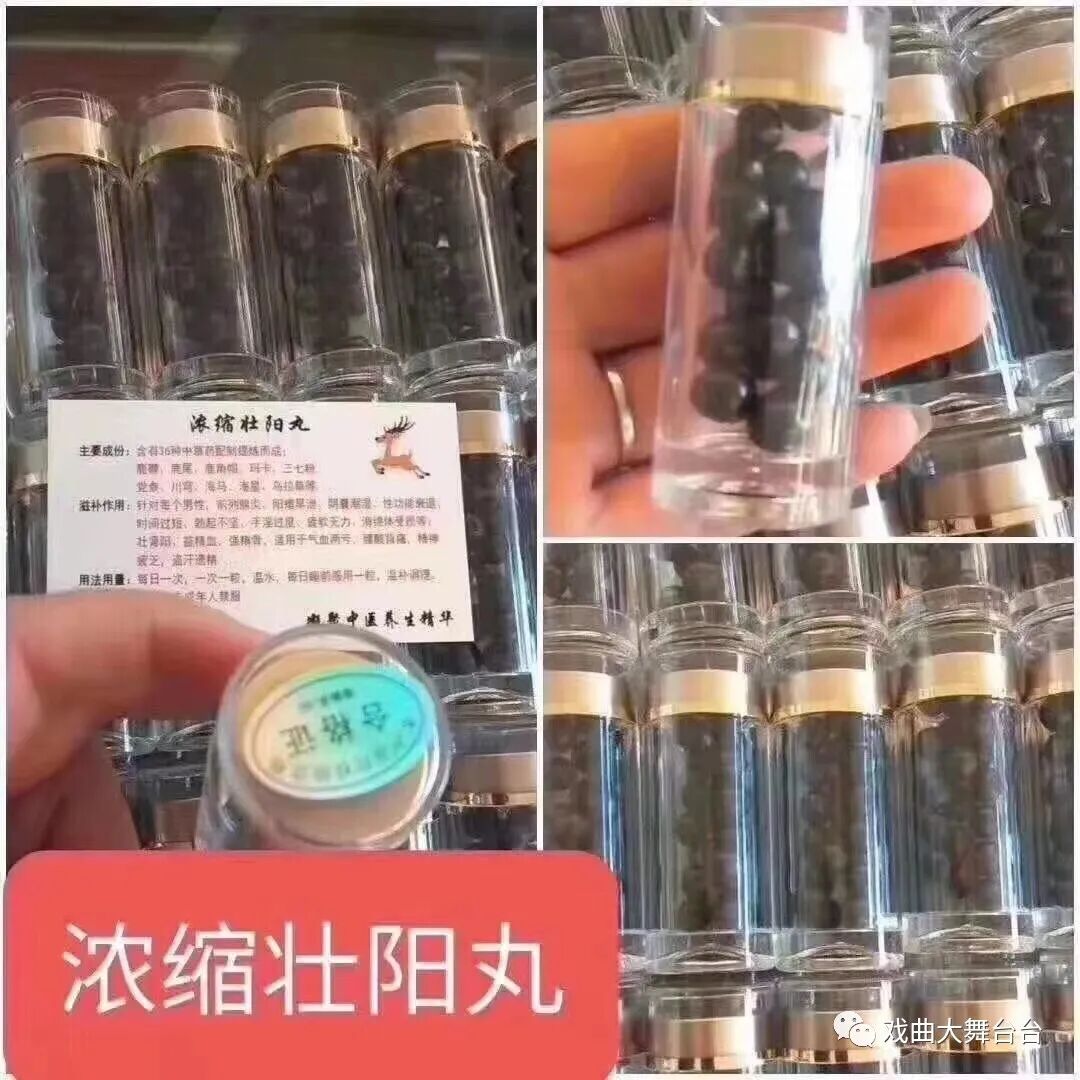 浓缩壮阳丸
主要成份：含有36种中草药配制提炼而成；
鹿鞭、鹿尾、鹿角帽、玛卡、三七粉、
党参、川芎、海马、海星、乌拉草等
滋补作用：针对每个男性，前列腺炎、阳痿早泄、阴囊潮湿、性功能衰退、
时间过短、勃起不坚、手淫过度、疲软无力、海绵体受损等；
壮肾阳、益精血、强精骨、适用于气血两亏、腰酸背痛、精神
疲乏、盗汗遗精
用法用量：每日一次，一次一粒，温水，每日睡前服用一粒，温补调理。
成年人禁服
中医养生精华
合格证
浓缩壮阳丸
戏曲大舞台台